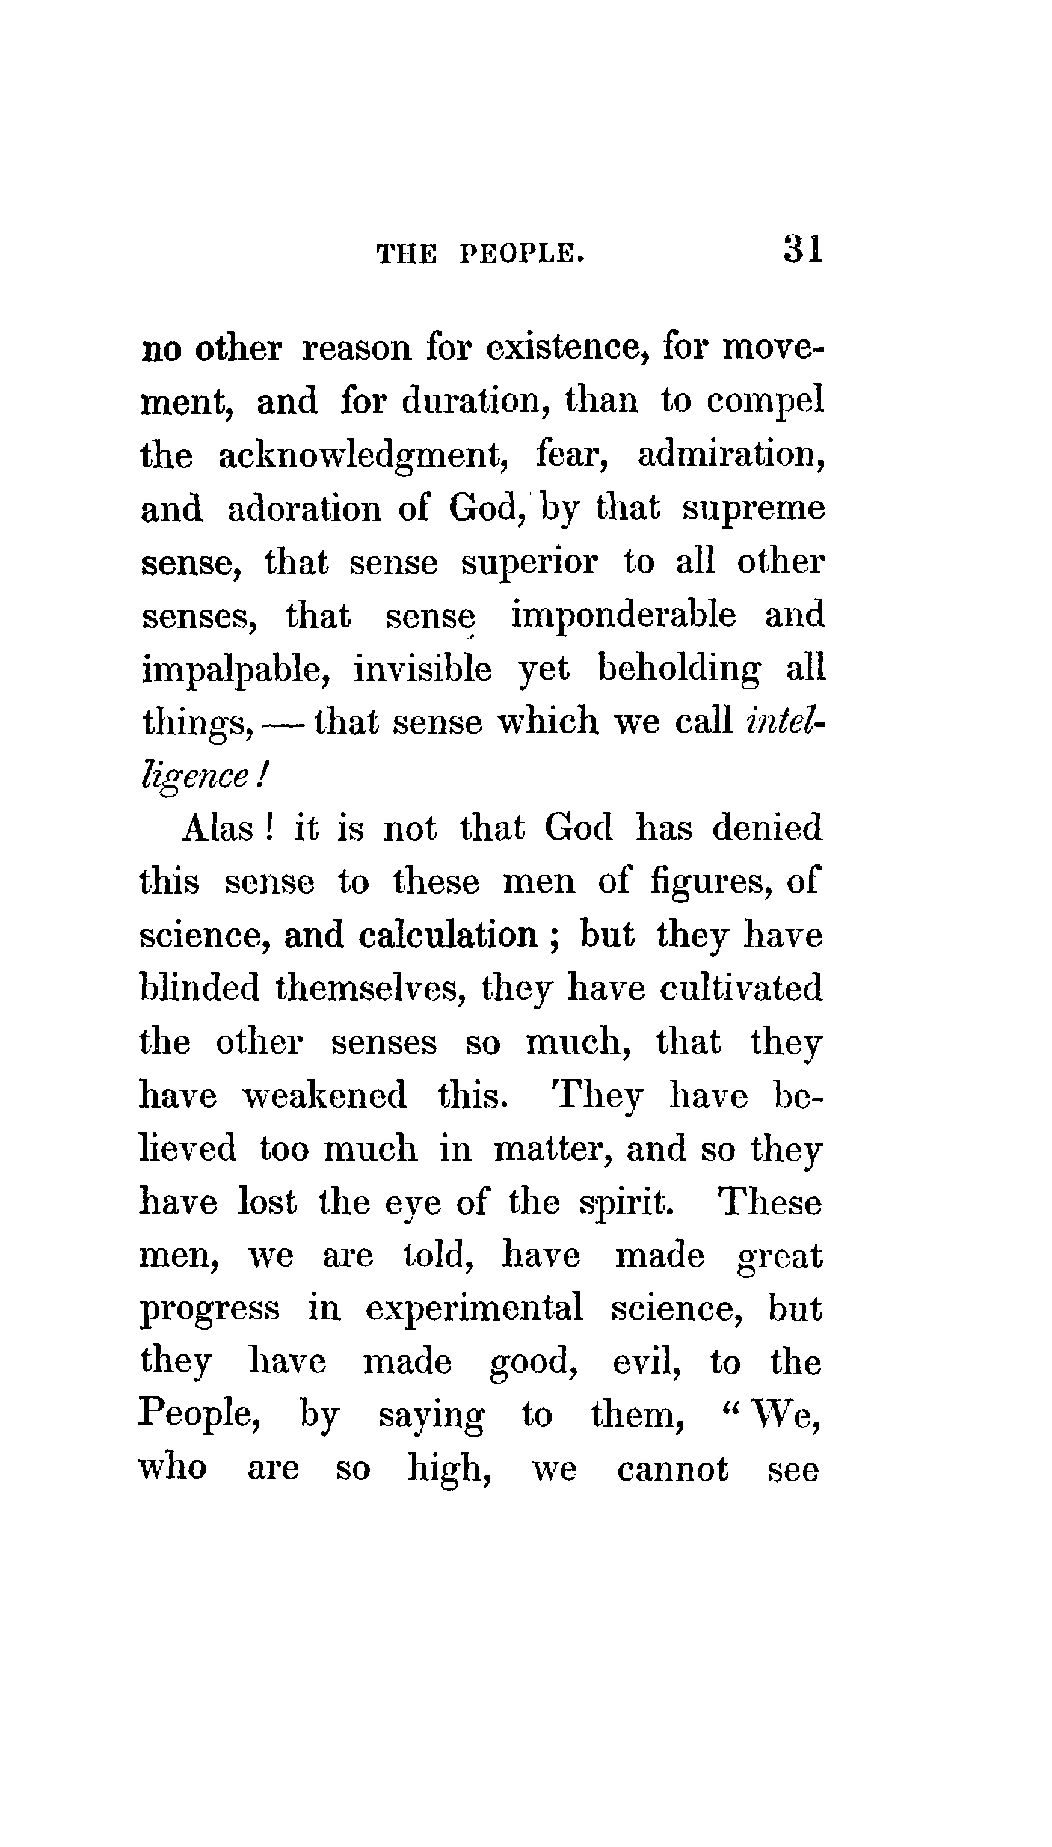 THE PEOPLE. 31
no other reason for existence, for move-
ment, and for duration, than to compel
the acknowledgment, fear, admiration,
and adoration of God, by that supreme
sense, that sense superior to all other
senses, that sense imponderable and
impalpable, invisible yet beholding all
things, — that sense which we call intel-
ligence !
Alas ! it is not that God has denied
this sense to these men of figures, of
science, and calculation ; but they have
blinded themselves, they have cultivated
the other senses so much, that they
have weakened this. They have be-
lieved too much in matter, and so they
have lost the eye of the spirit. These
men, we are told, have made great
progress in experimental science, but
they have made good, evil, to the
People, by saying to them, “ We,
who are so high, we cannot see